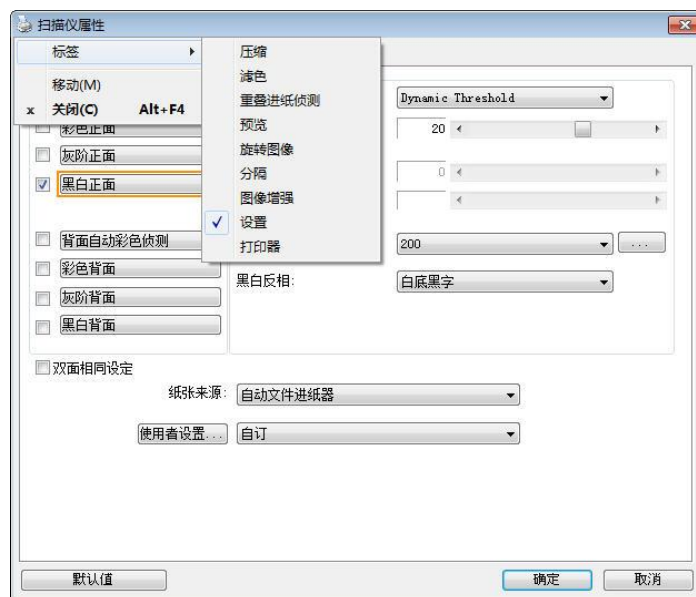 扫描仪属性
标签
移动(M)
x 关闭(C) Alt+F4
压缩
滤色
重叠进纸侦测
预览
旋转图像
分隔
图像增强
设置
打印器
彩色正面
灰阶正面
黑白正面
背面自动彩色侦测
彩色背面
灰阶背面
黑白背面
Dynamic Threshold
20
0
200
...
黑白反相: 白底黑字
双面相同设定
纸张来源: 自动文件进纸器
使用者设置... 自订
默认值 确定 取消